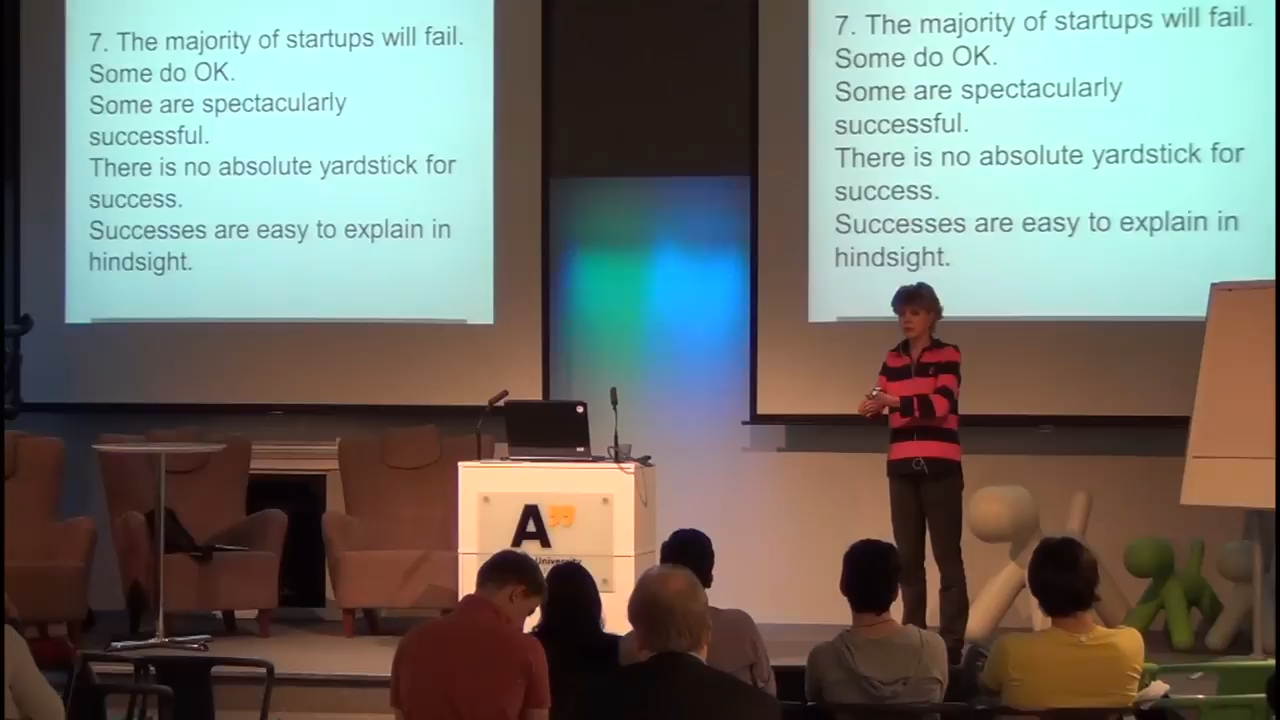 7. The majority of startups will fail.
Some do OK.
Some are spectacularly
successful.
There is no absolute yardstick for
success.
Successes are easy to explain in
hindsight.
7. The majority of startups will fail.
Some do OK.
Some are spectacularly
successful.
There is no absolute yardstick for
success.
Successes are easy to explain in
hindsight.
A”
University